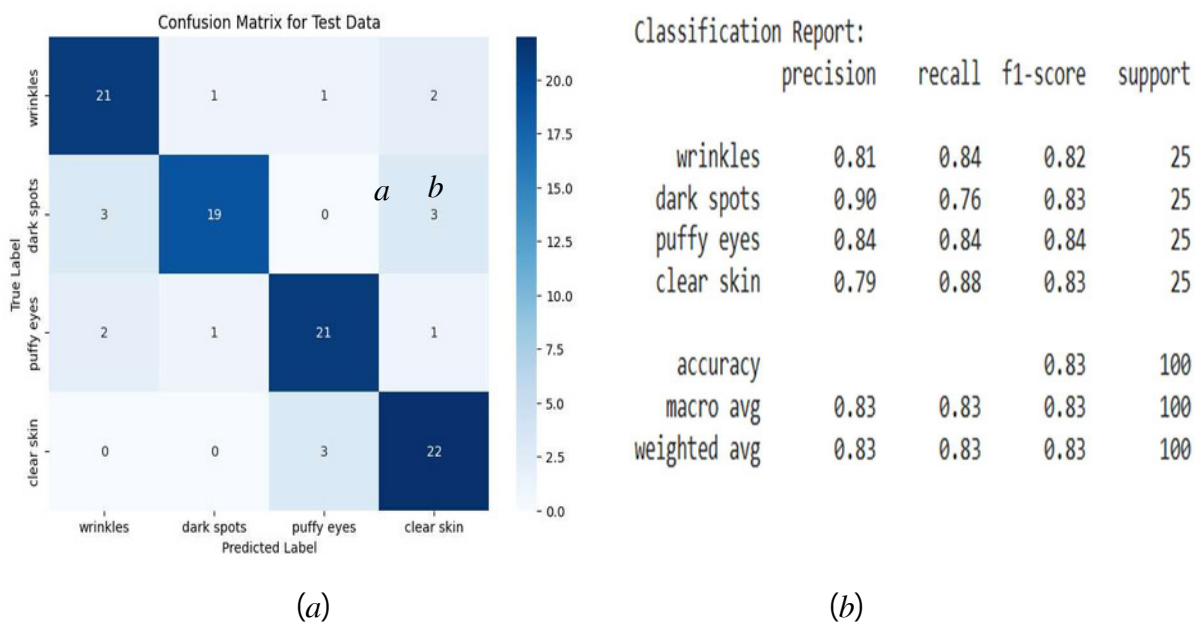 Confusion Matrix for Test Data
True Label
wrinkles
21 1 1 2
dark spots
3 19 0 3
a b
puffy eyes
2 1 21 1
clear skin
0 0 3 22
wrinkles dark spots puffy eyes clear skin
Predicted Label
20.0
17.5
15.0
12.5
10.0
7.5
5.0
2.5
0.0
(a)
Classification Report:
precision recall f1-score support
wrinkles 0.81 0.84 0.82 25
dark spots 0.90 0.76 0.83 25
puffy eyes 0.84 0.84 0.84 25
clear skin 0.79 0.88 0.83 25
accuracy 0.83 100
macro avg 0.83 0.83 0.83 100
weighted avg 0.83 0.83 0.83 100
(b)